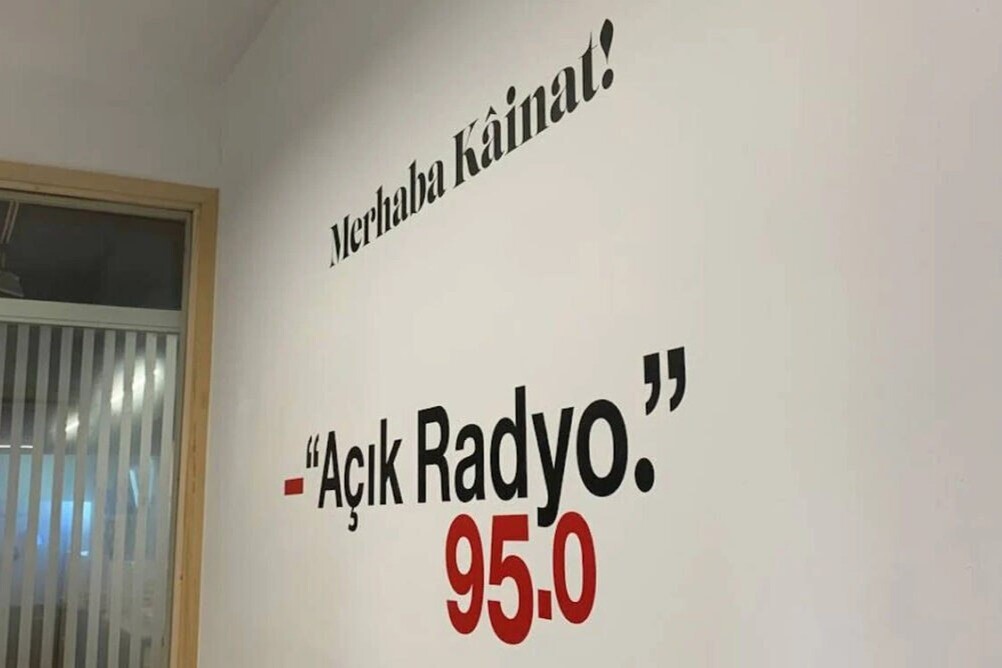 Merhaba Kâinat!
–“Açık Radyo.”
95.0